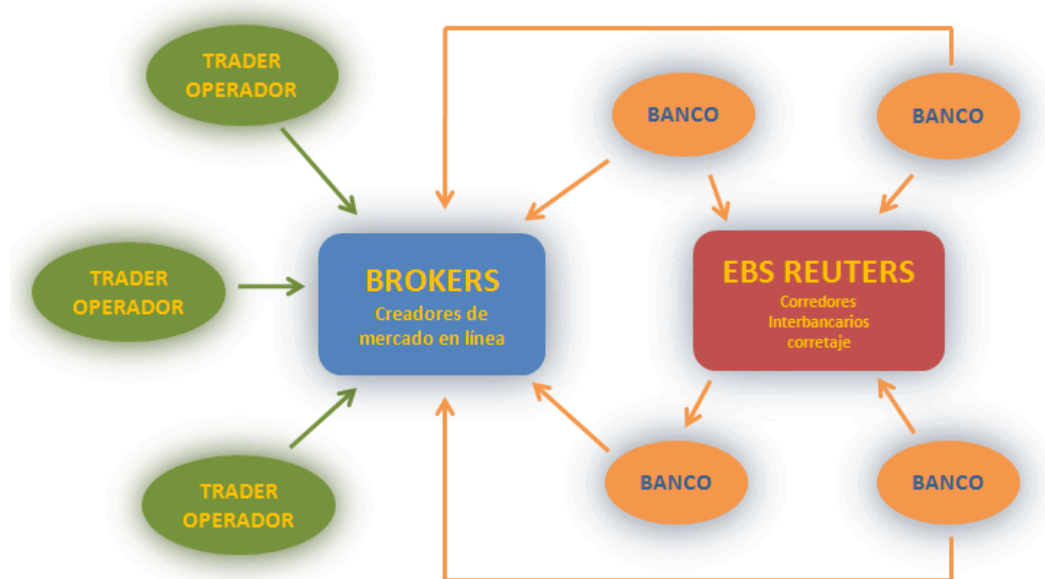 TRADER
OPERADOR
BANCO
BANCO
TRADER
OPERADOR
BROKERS
Creadores de
mercado en línea
EBS REUTERS
Corredores
Interbancarios
corretaje
TRADER
OPERADOR
BANCO
BANCO